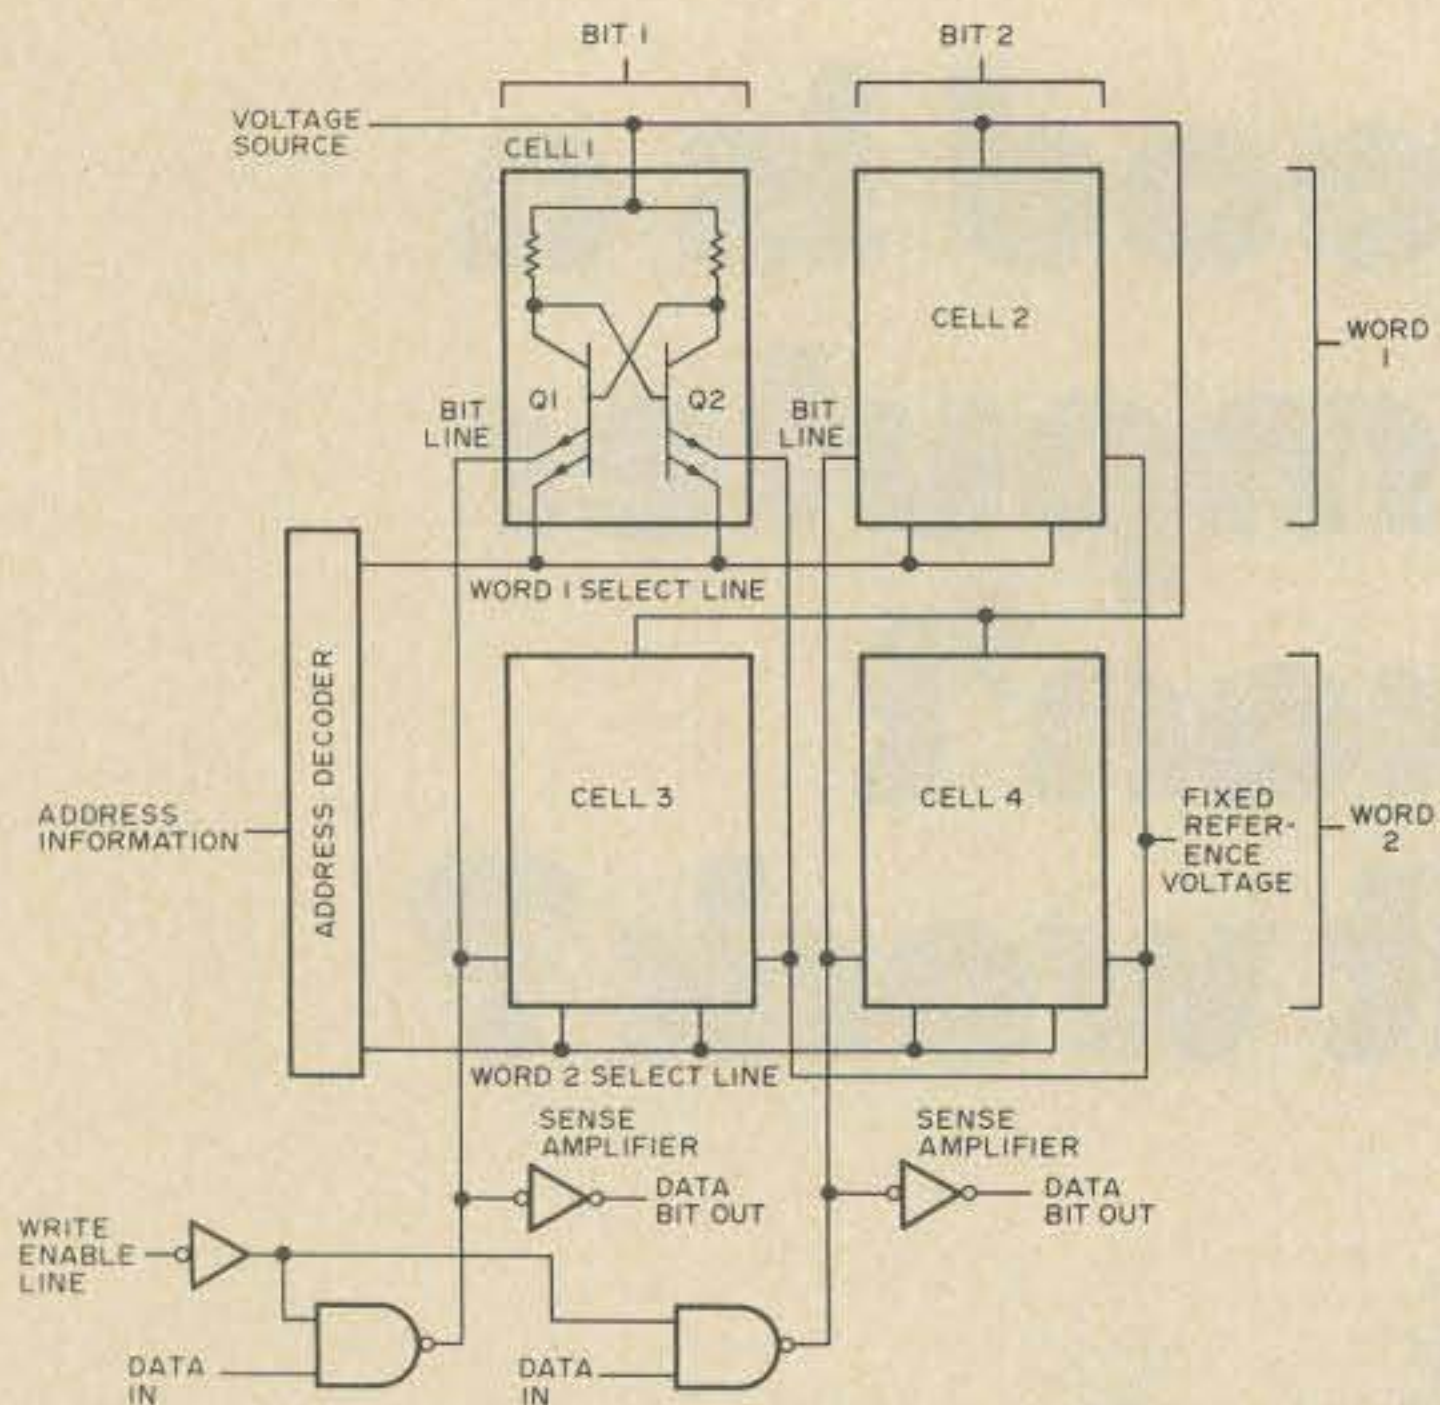 BIT 1
BIT 2
VOLTAGE
SOURCE
CELL 1
CELL 2
WORD
1
Q1
Q2
BIT
LINE
BIT
LINE
WORD 1 SELECT LINE
ADDRESS DECODER
ADDRESS
INFORMATION
CELL 3
CELL 4
FIXED
REFER-
ENCE
VOLTAGE
WORD
2
WORD 2 SELECT LINE
SENSE
AMPLIFIER
SENSE
AMPLIFIER
DATA
BIT OUT
DATA
BIT OUT
WRITE
ENABLE
LINE
DATA
IN
DATA
IN